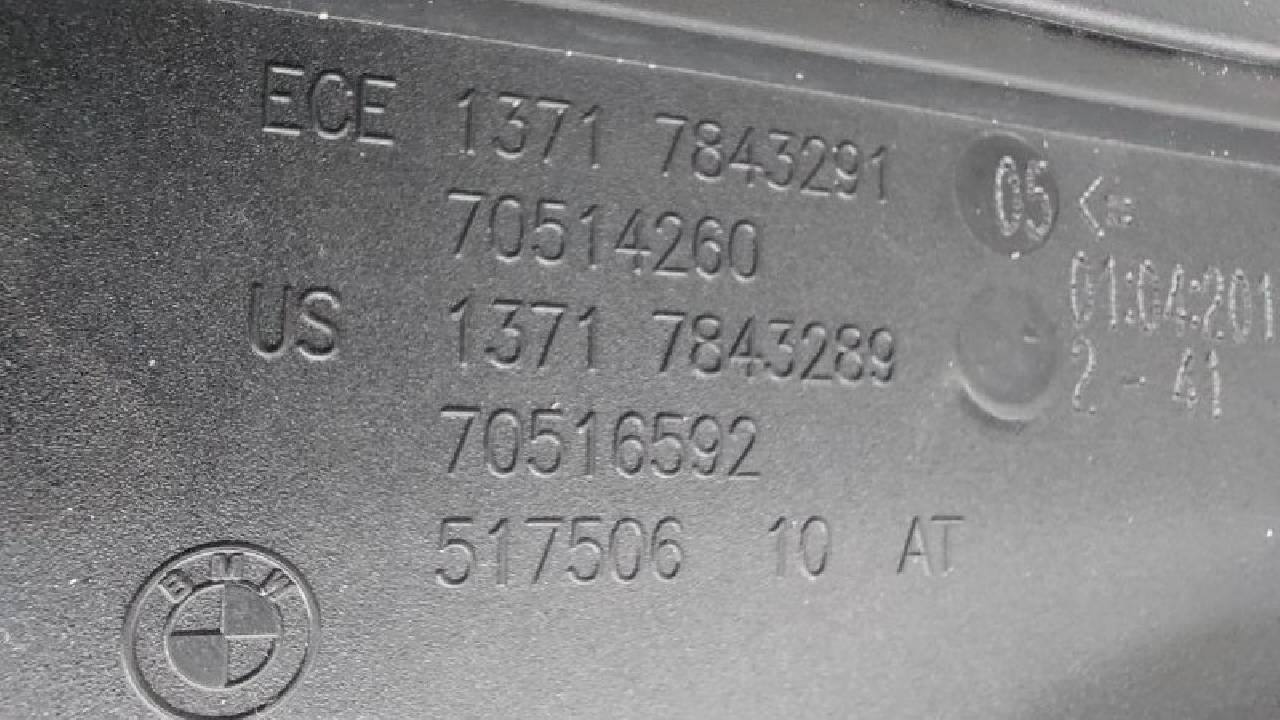 ECE 1371 7843291
70514260
US 1371 7843289
70516592
517506 10 AT
05
01:04:201
2 - 41
BMW